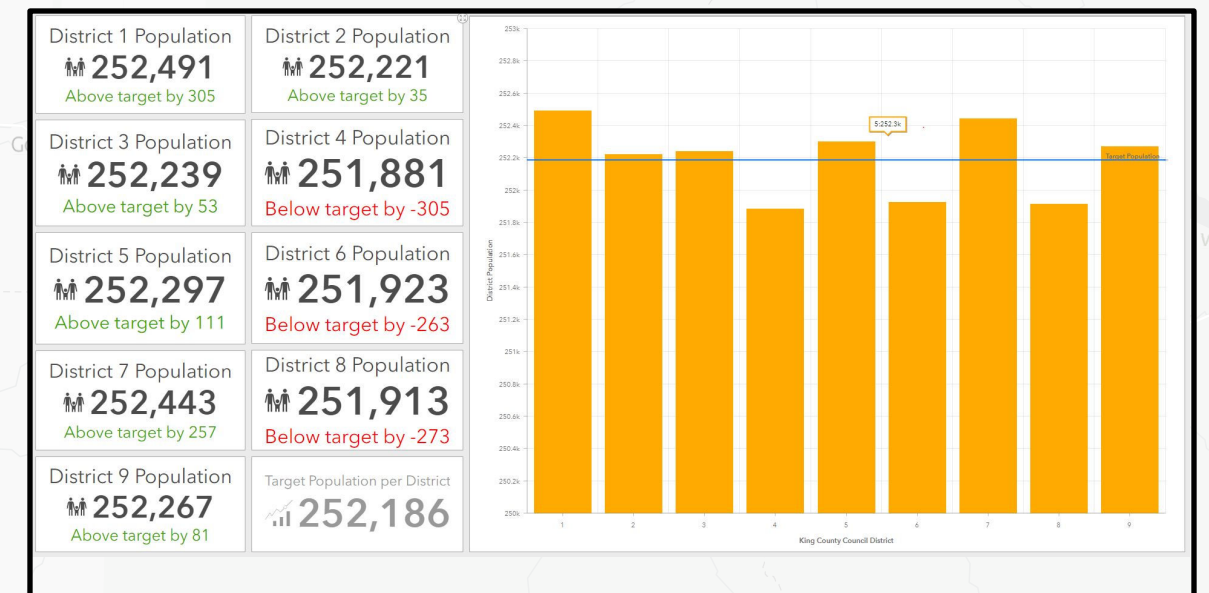 District 1 Population
252,491
Above target by 305
District 2 Population
252,221
Above target by 35
District 3 Population
252,239
Above target by 53
District 4 Population
251,881
Below target by -305
District 5 Population
252,297
Above target by 111
District 6 Population
251,923
Below target by -263
District 7 Population
252,443
Above target by 257
District 8 Population
251,913
Below target by -273
District 9 Population
252,267
Above target by 81
Target Population per District
252,186
253k
252.8k
252.6k
252.4k
252.2k
252k
251.8k
251.6k
251.4k
251.2k
251k
250.8k
250.6k
250.4k
250.2k
250k
District Population
5:252.3k
Target Population
1 2 3 4 5 6 7 8 9
King County Council District